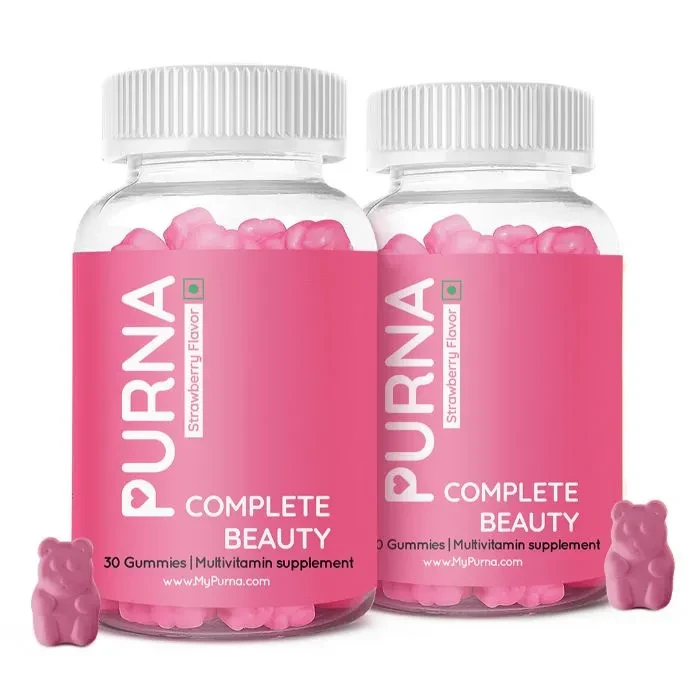 PURNA
Strawberry Flavor
COMPLETE
BEAUTY
30 Gummies | Multivitamin supplement
www.MyPurna.com
PURNA
Strawberry Flavor
COMPLETE
BEAUTY
0 Gummies | Multivitamin supplement
www.MyPurna.com